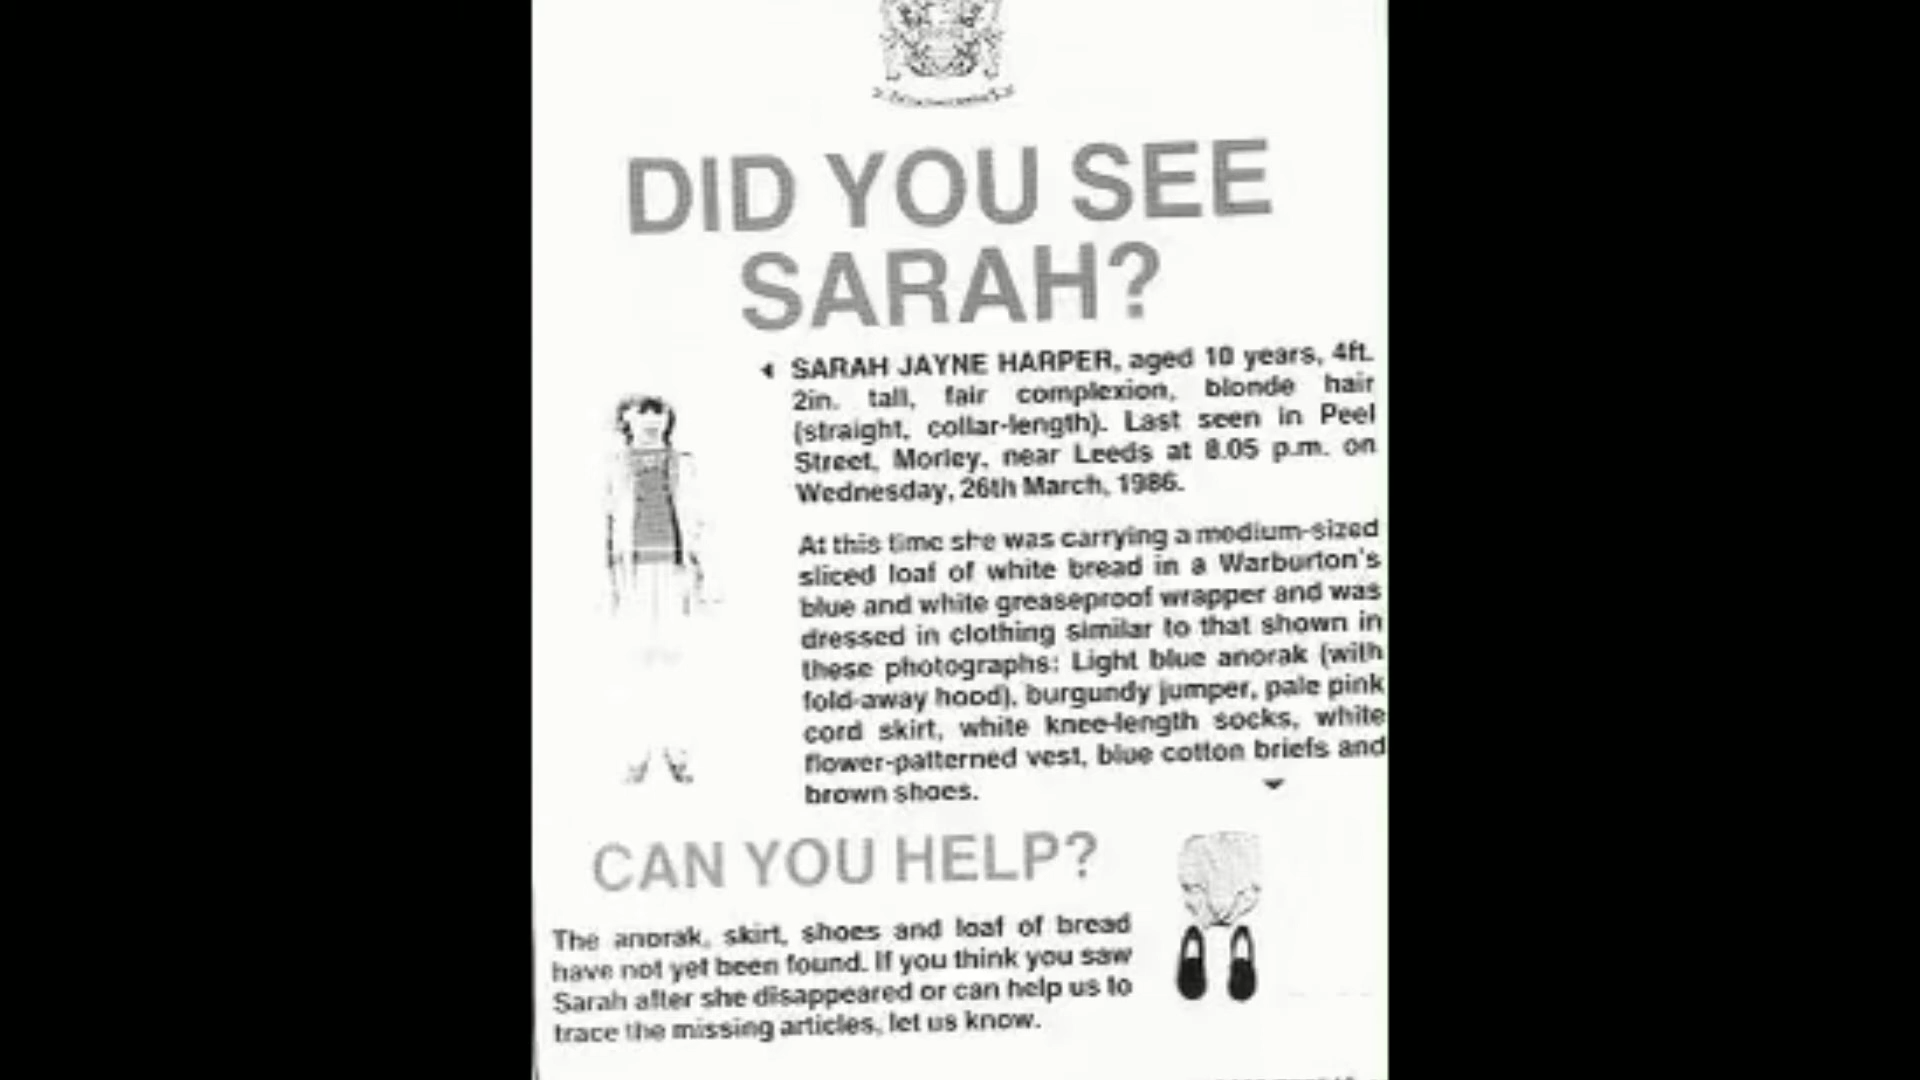 DID YOU SEE
SARAH?
SARAH JAYNE HARPER, aged 10 years, 4ft.
2in. tall, fair complexion, blonde hair
(straight, collar-length). Last seen in Peel
Street, Morley, near Leeds at 8.05 p.m. on
Wednesday, 26th March, 1986.
At this time she was carrying a medium-sized
sliced loaf of white bread in a Warburton's
blue and white greaseproof wrapper and was
dressed in clothing similar to that shown in
these photographs: Light blue anorak (with
fold-away hood), burgundy jumper, pale pink
cord skirt, white knee-length socks, white
flower-patterned vest, blue cotton briefs and
brown shoes.
CAN YOU HELP?
The anorak, skirt, shoes and loaf of bread
have not yet been found. If you think you saw
Sarah after she disappeared or can help us to
trace the missing articles, let us know.